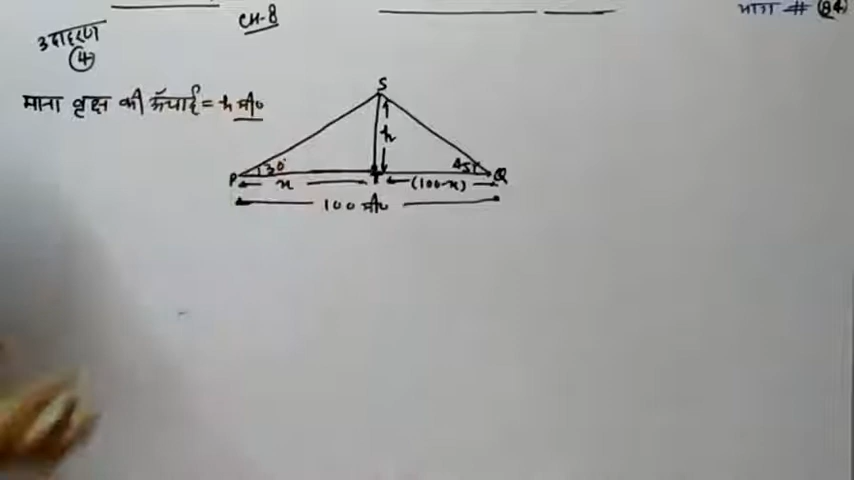 उदाहरण
④
CH-8
भाग # 84
माना वृक्ष की ऊँचाई = h मी०
S
h
30°
45°
P
x
T
(100-x)
Q
100 मी०